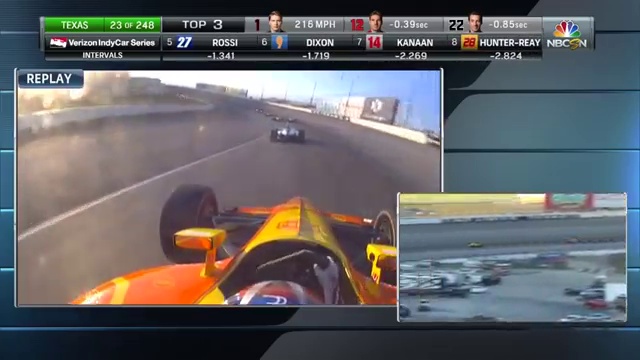 TEXAS 23 OF 248 TOP 3 1 216 MPH 12 -0.39sec 22 -0.85sec
Verizon IndyCar Series 5 27 ROSSI 6 9 DIXON 7 14 KANAAN 8 28 HUNTER-REAY NBCSN
INTERVALS -1.341 -1.719 -2.269 -2.824
REPLAY